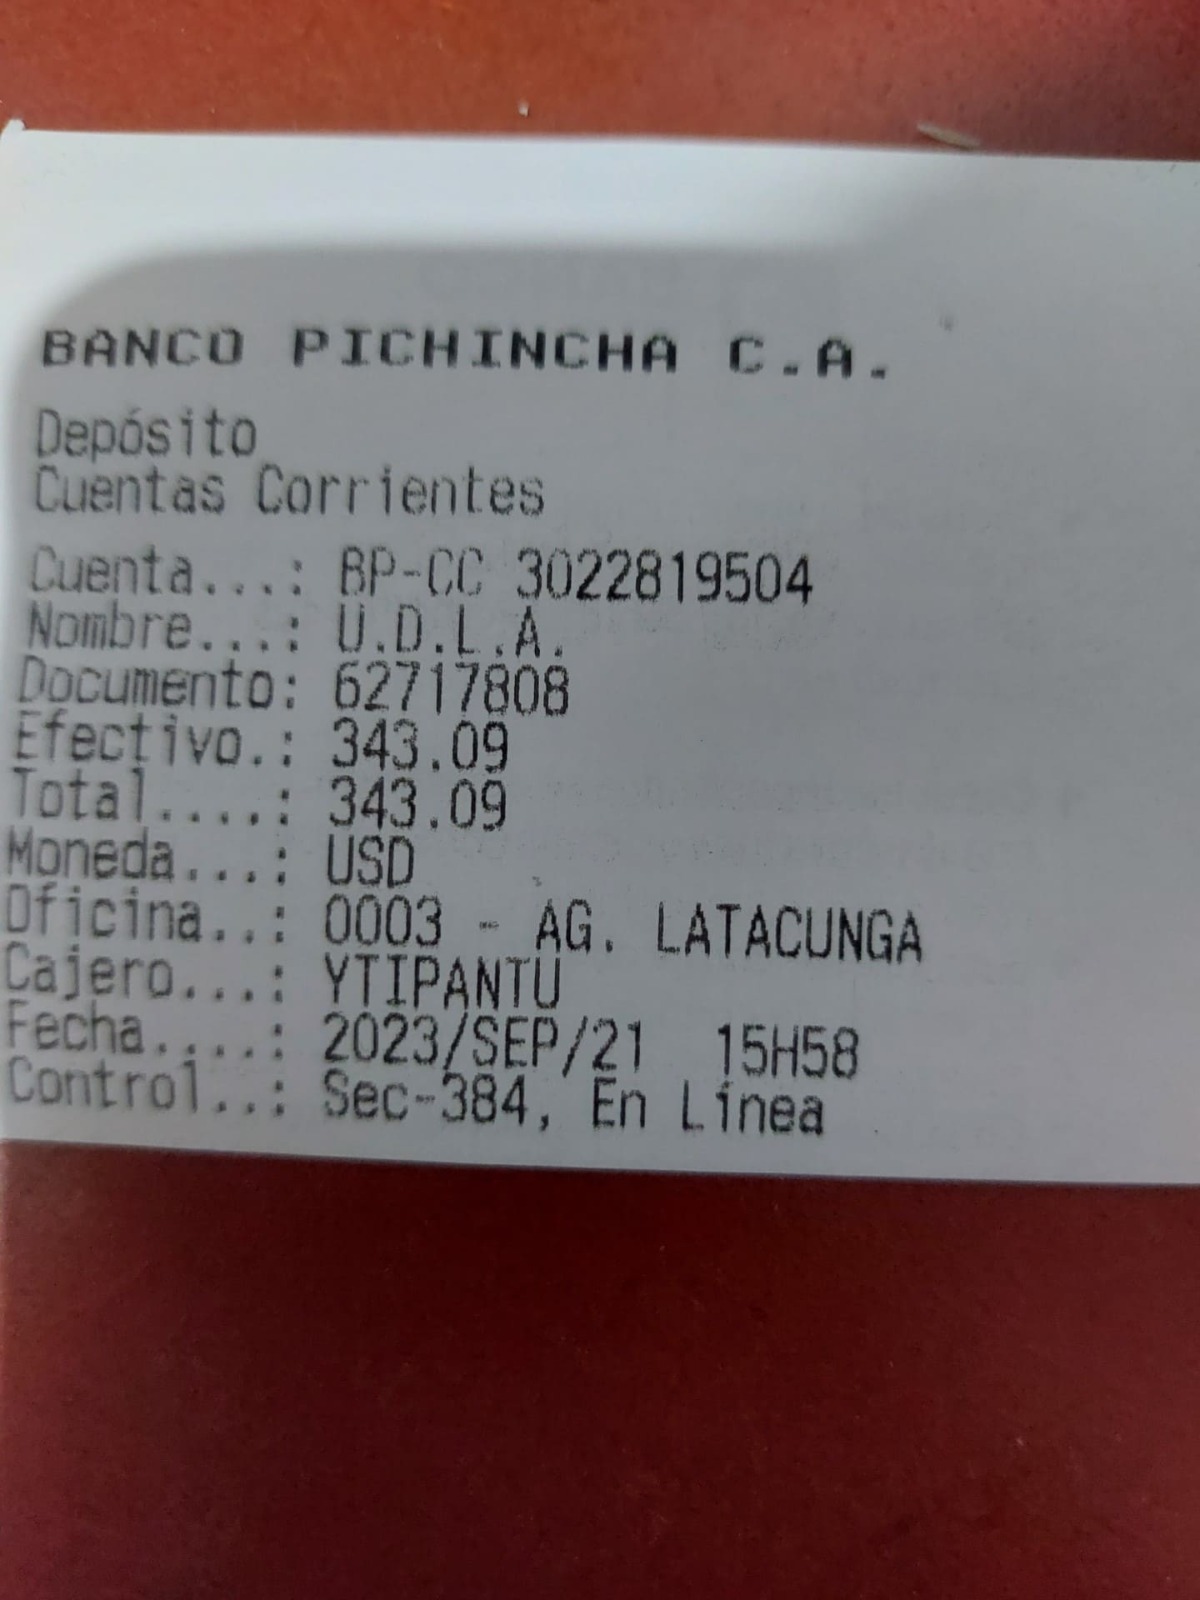 BANCO PICHINCHA C.A.
Depósito
Cuentas Corrientes
Cuenta...: BP-CC 3022819504
Nombre...: U.D.L.A.
Documento: 62717808
Efectivo.: 343.09
Total....: 343.09
Moneda...: USD
Oficina..: 0003 - AG. LATACUNGA
Cajero...: YTIPANTU
Fecha....: 2023/SEP/21 15H58
Control..: Sec-384, En Línea